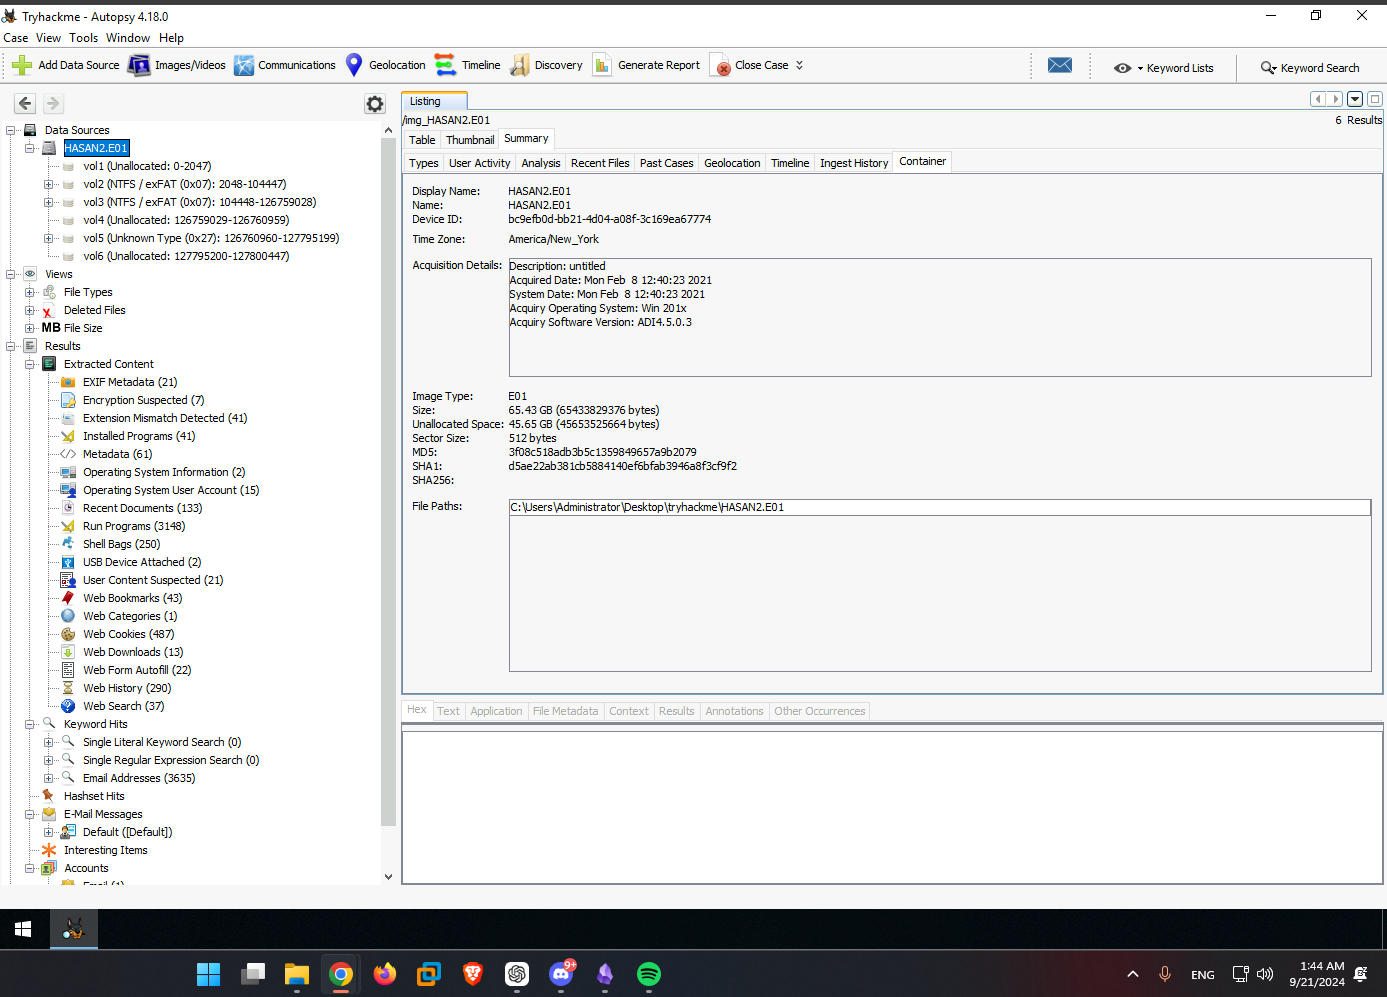 Tryhackme - Autopsy 4.18.0
Case View Tools Window Help
Add Data Source Images/Videos Communications Geolocation Timeline Discovery Generate Report Close Case Keyword Lists Keyword Search
Data Sources
HASAN2.E01
vol1 (Unallocated: 0-2047)
vol2 (NTFS / exFAT (0x07): 2048-104447)
vol3 (NTFS / exFAT (0x07): 104448-126759028)
vol4 (Unallocated: 126759029-126760959)
vol5 (Unknown Type (0x27): 126760960-127795199)
vol6 (Unallocated: 127795200-127800447)
Views
File Types
Deleted Files
MB File Size
Results
Extracted Content
EXIF Metadata (21)
Encryption Suspected (7)
Extension Mismatch Detected (41)
Installed Programs (41)
Metadata (61)
Operating System Information (2)
Operating System User Account (15)
Recent Documents (133)
Run Programs (3148)
Shell Bags (250)
USB Device Attached (2)
User Content Suspected (21)
Web Bookmarks (43)
Web Categories (1)
Web Cookies (487)
Web Downloads (13)
Web Form Autofill (22)
Web History (290)
Web Search (37)
Keyword Hits
Single Literal Keyword Search (0)
Single Regular Expression Search (0)
Email Addresses (3635)
Hashset Hits
E-Mail Messages
Default ([Default])
Interesting Items
Accounts
Email (1)
Listing
/img_HASAN2.E01 6 Results
Table Thumbnail Summary
Types User Activity Analysis Recent Files Past Cases Geolocation Timeline Ingest History Container
Display Name: HASAN2.E01
Name: HASAN2.E01
Device ID: bc9efb0d-bb21-4d04-a08f-3c169ea67774
Time Zone: America/New_York
Acquisition Details: Description: untitled
Acquired Date: Mon Feb 8 12:40:23 2021
System Date: Mon Feb 8 12:40:23 2021
Acquiry Operating System: Win 201x
Acquiry Software Version: ADI4.5.0.3
Image Type: E01
Size: 65.43 GB (65433829376 bytes)
Unallocated Space: 45.65 GB (45653525664 bytes)
Sector Size: 512 bytes
MD5: 3f08c518adb3b5c1359849657a9b2079
SHA1: d5ae22ab381cb5884140ef6bfab3946a8f3cf9f2
SHA256:
File Paths: C:\Users\Administrator\Desktop\tryhackme\HASAN2.E01
Hex Text Application File Metadata Context Results Annotations Other Occurrences
9+
ENG
1:44 AM
9/21/2024